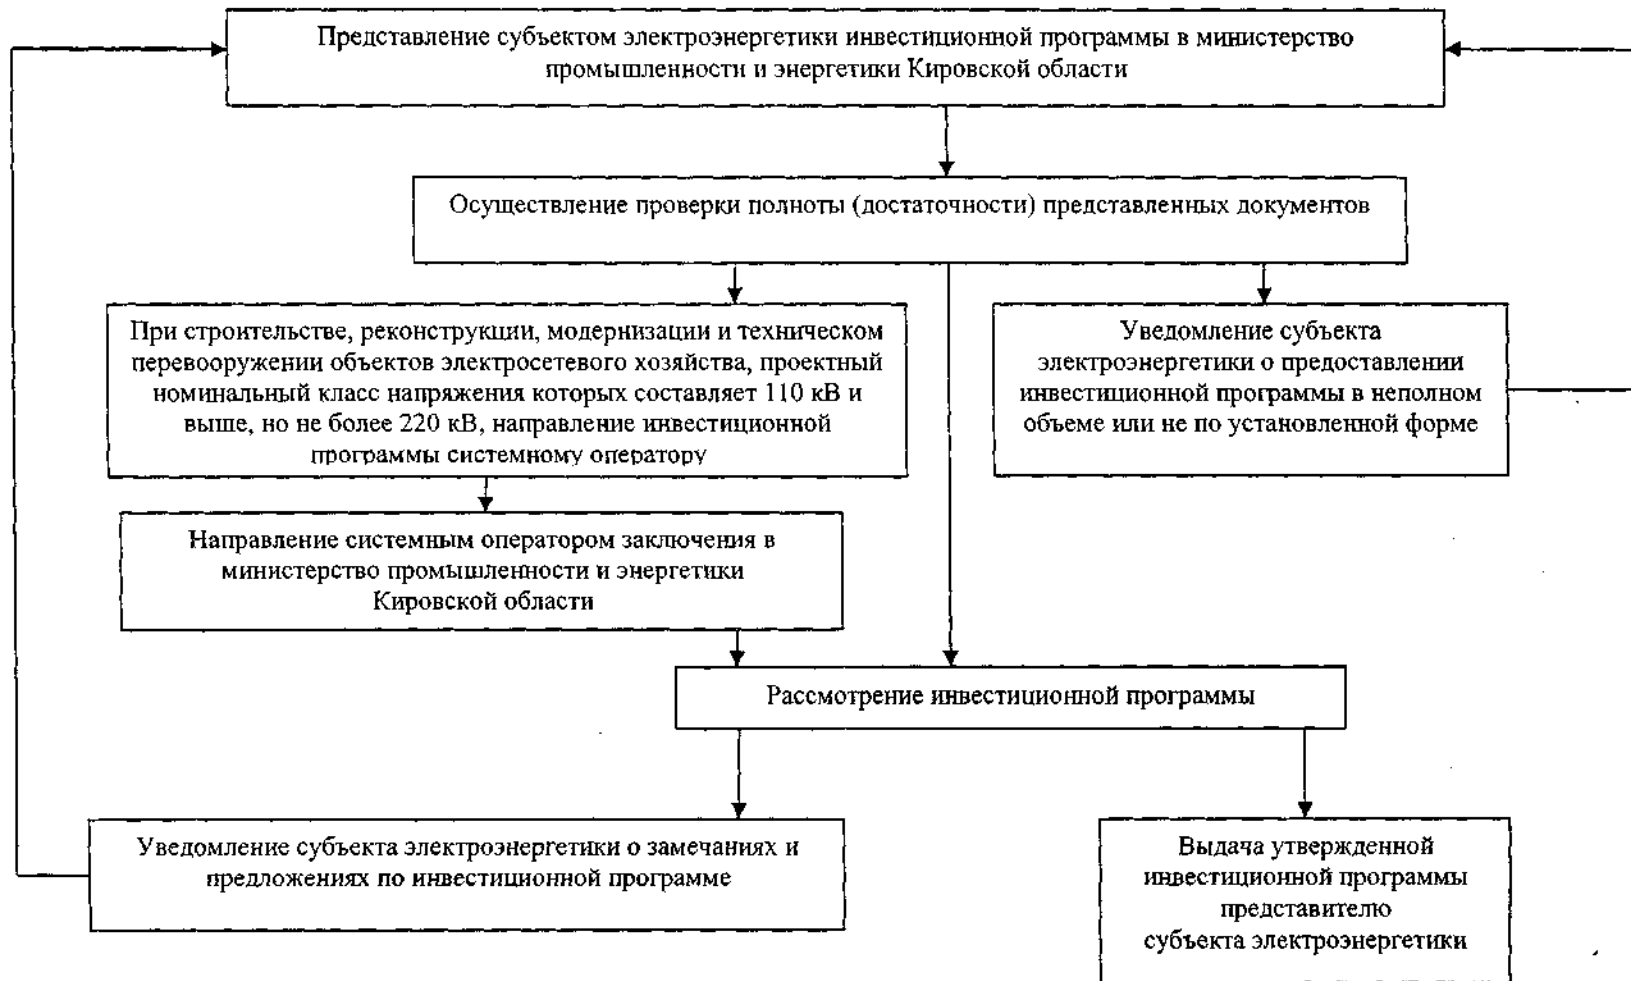 Представление субъектом электроэнергетики инвестиционной программы в министерство
промышленности и энергетики Кировской области
Осуществление проверки полноты (достаточности) представленных документов
При строительстве, реконструкции, модернизации и техническом
перевооружении объектов электросетевого хозяйства, проектный
номинальный класс напряжения которых составляет 110 кВ и
выше, но не более 220 кВ, направление инвестиционной
программы системному оператору
Уведомление субъекта
электроэнергетики о предоставлении
инвестиционной программы в неполном
объеме или не по установленной форме
Направление системным оператором заключения в
министерство промышленности и энергетики
Кировской области
Рассмотрение инвестиционной программы
Уведомление субъекта электроэнергетики о замечаниях и
предложениях по инвестиционной программе
Выдача утвержденной
инвестиционной программы
представителю
субъекта электроэнергетики